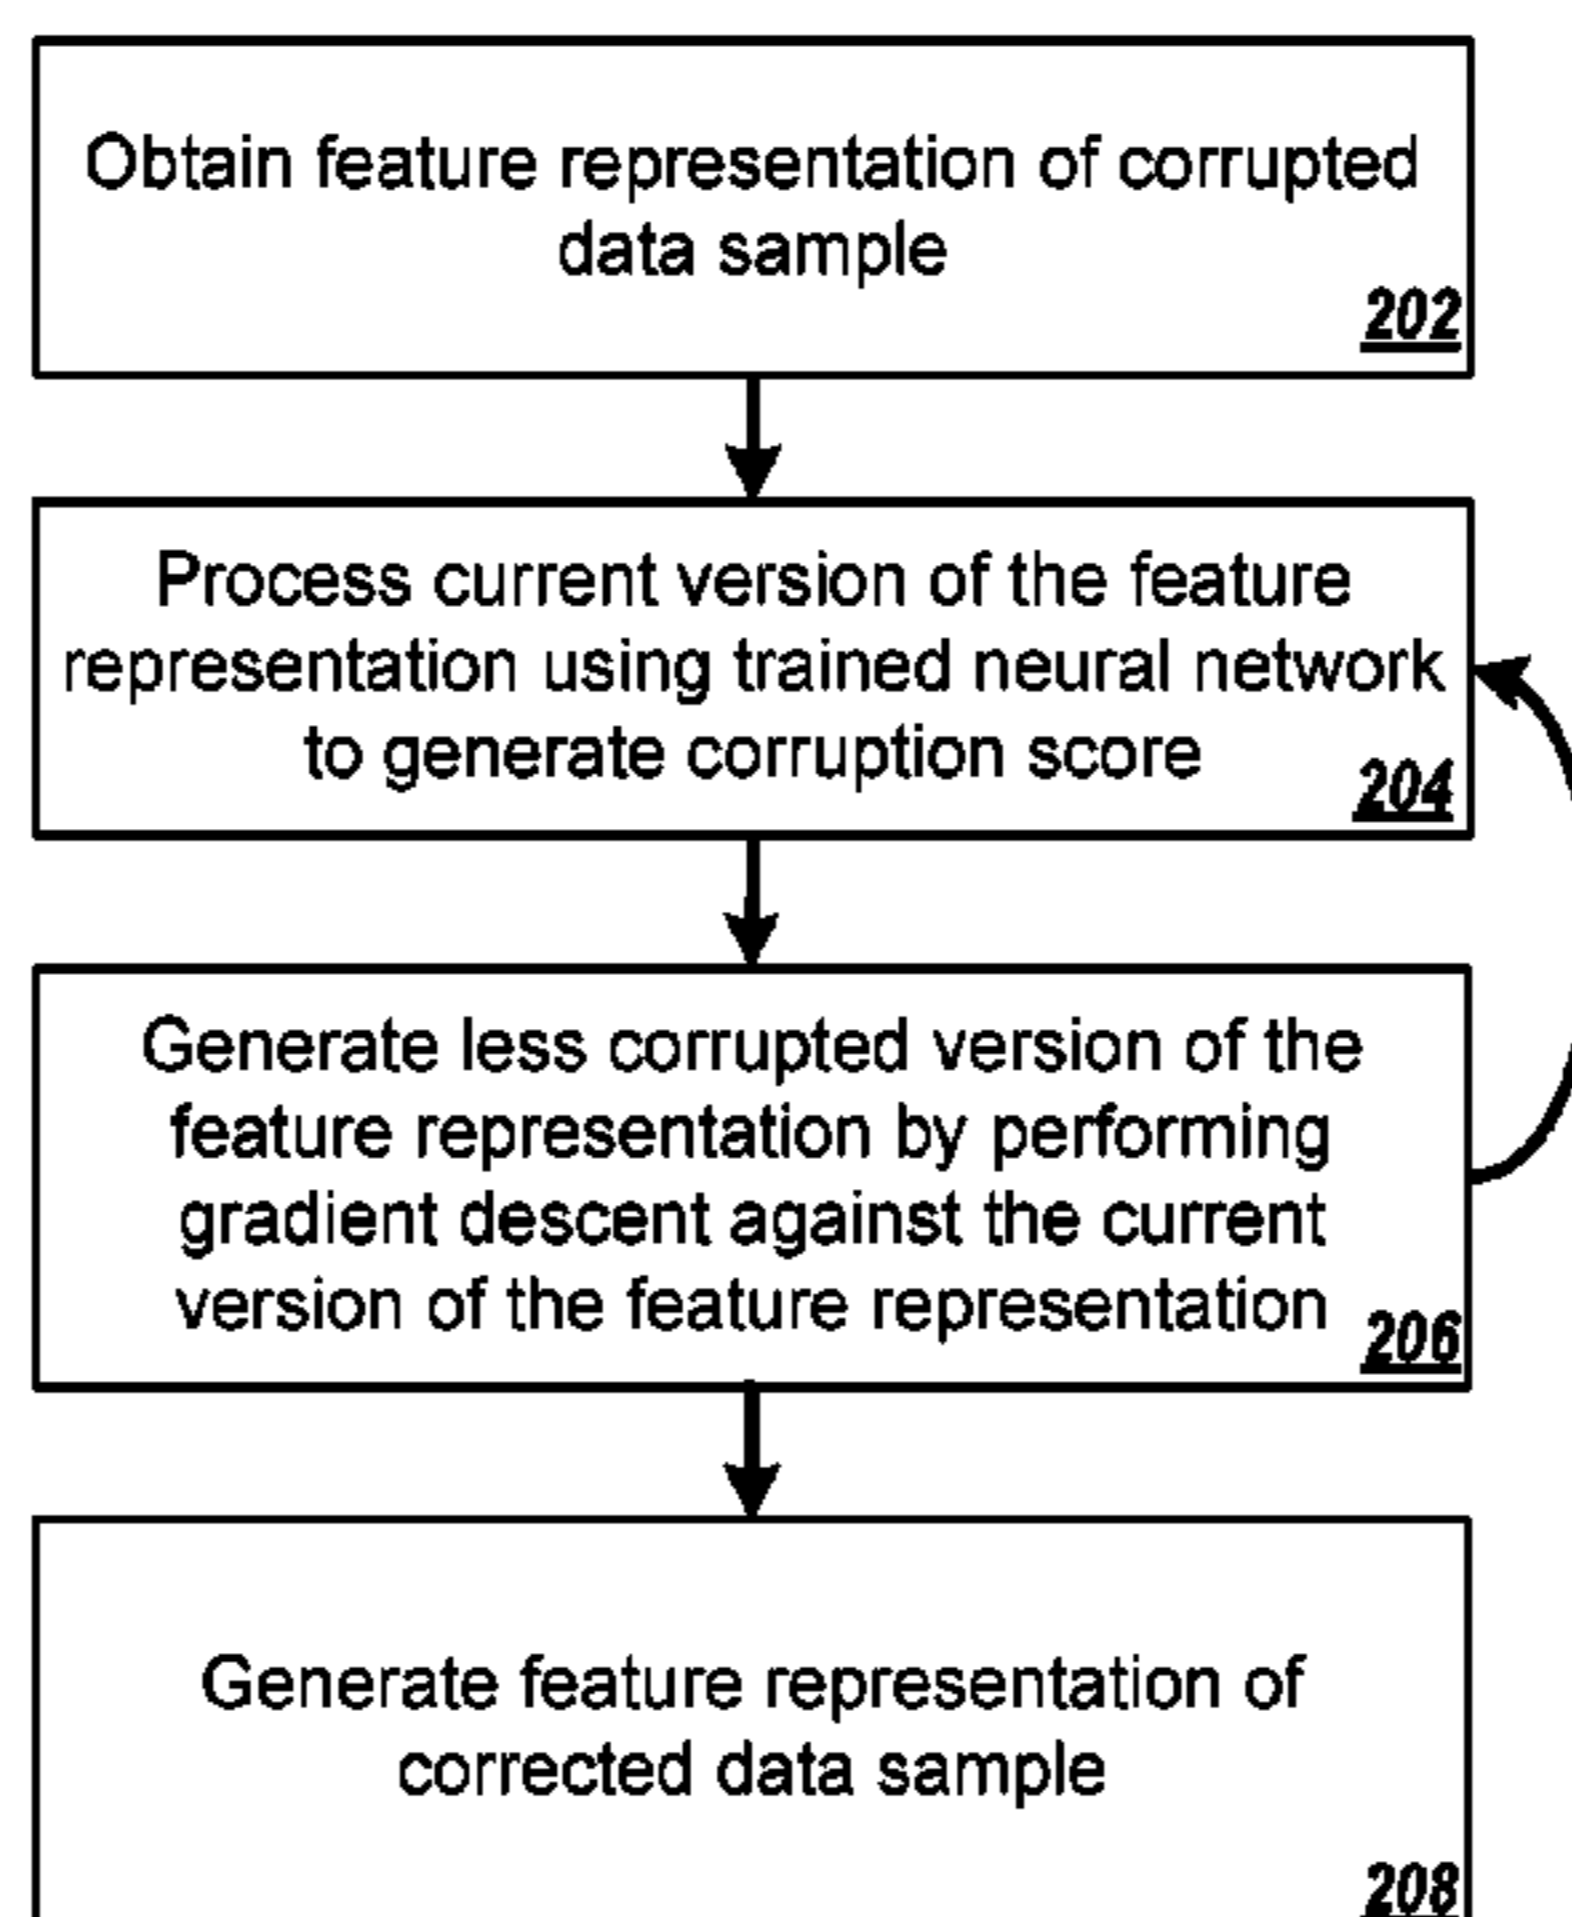 Obtain feature representation of corrupted
data sample
202
Process current version of the feature
representation using trained neural network
to generate corruption score
204
Generate less corrupted version of the
feature representation by performing
gradient descent against the current
version of the feature representation
206
Generate feature representation of
corrected data sample
208